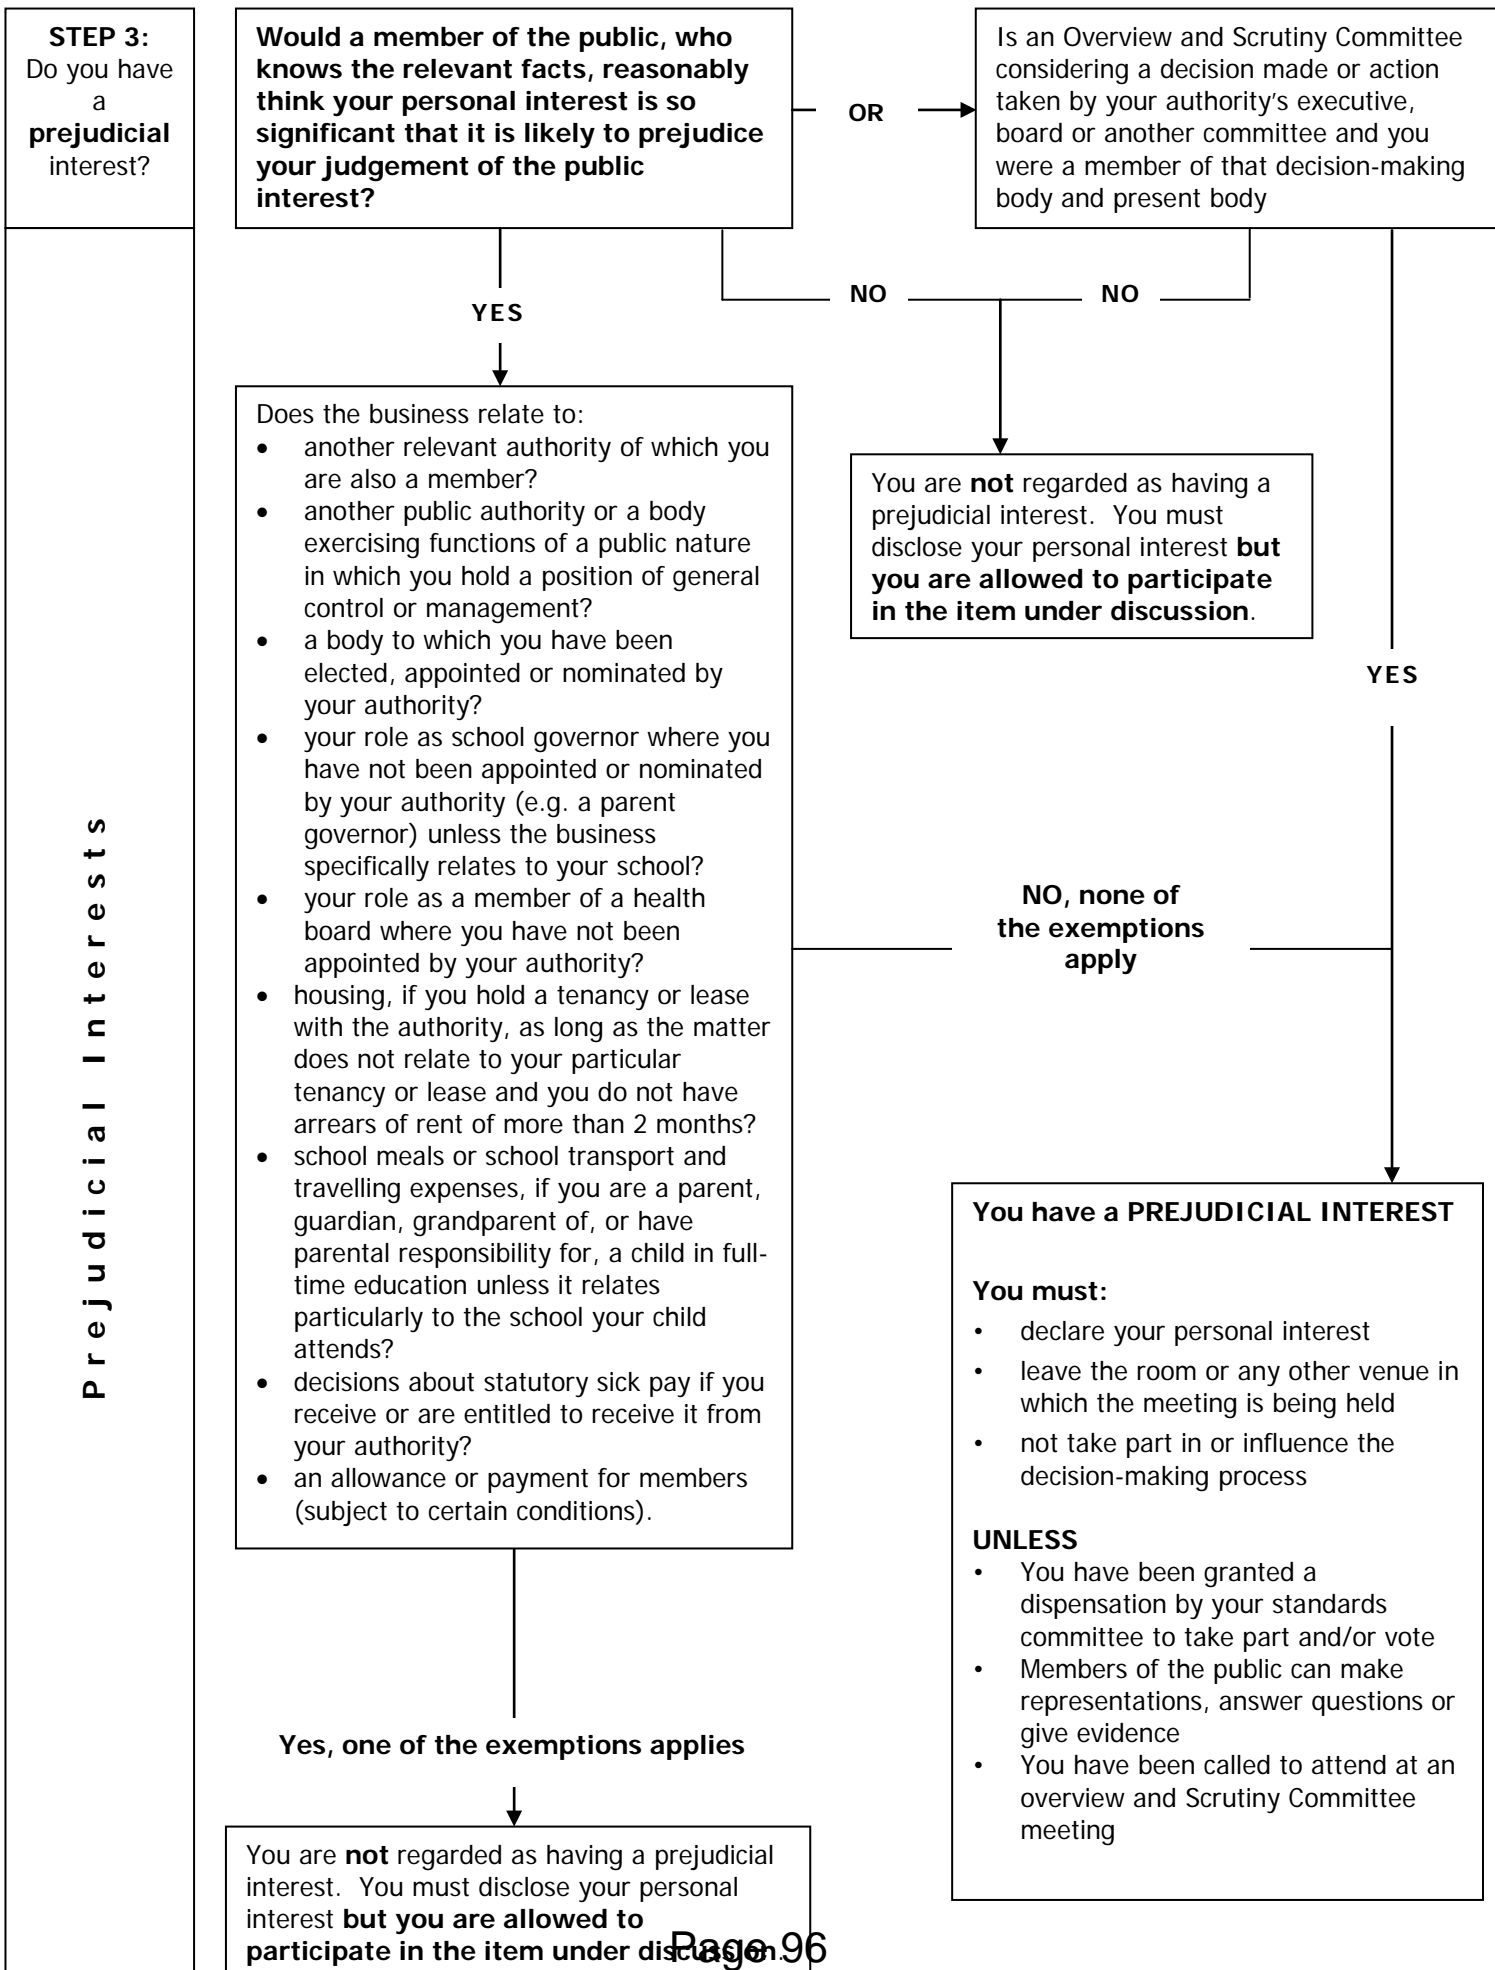 STEP 3:
Do you have
a
prejudicial
interest?
Would a member of the public, who
knows the relevant facts, reasonably
think your personal interest is so
significant that it is likely to prejudice
your judgement of the public
interest?
OR
Is an Overview and Scrutiny Committee
considering a decision made or action
taken by your authority's executive,
board or another committee and you
were a member of that decision-making
body and present body
YES
NO
NO
Does the business relate to:
• another relevant authority of which you
are also a member?
• another public authority or a body
exercising functions of a public nature
in which you hold a position of general
control or management?
• a body to which you have been
elected, appointed or nominated by
your authority?
• your role as school governor where you
have not been appointed or nominated
by your authority (e.g. a parent
governor) unless the business
specifically relates to your school?
• your role as a member of a health
board where you have not been
appointed by your authority?
• housing, if you hold a tenancy or lease
with the authority, as long as the matter
does not relate to your particular
tenancy or lease and you do not have
arrears of rent of more than 2 months?
• school meals or school transport and
travelling expenses, if you are a parent,
guardian, grandparent of, or have
parental responsibility for, a child in full-
time education unless it relates
particularly to the school your child
attends?
• decisions about statutory sick pay if you
receive or are entitled to receive it from
your authority?
• an allowance or payment for members
(subject to certain conditions).
You are not regarded as having a
prejudicial interest. You must
disclose your personal interest but
you are allowed to participate
in the item under discussion.
YES
NO, none of
the exemptions
apply
Prejudicial Interests
You have a PREJUDICIAL INTEREST
You must:
• declare your personal interest
• leave the room or any other venue in
which the meeting is being held
• not take part in or influence the
decision-making process
UNLESS
• You have been granted a
dispensation by your standards
committee to take part and/or vote
• Members of the public can make
representations, answer questions or
give evidence
• You have been called to attend at an
overview and Scrutiny Committee
meeting
Yes, one of the exemptions applies
You are not regarded as having a prejudicial
interest. You must disclose your personal
interest but you are allowed to
participate in the item under discussion.
Page 96